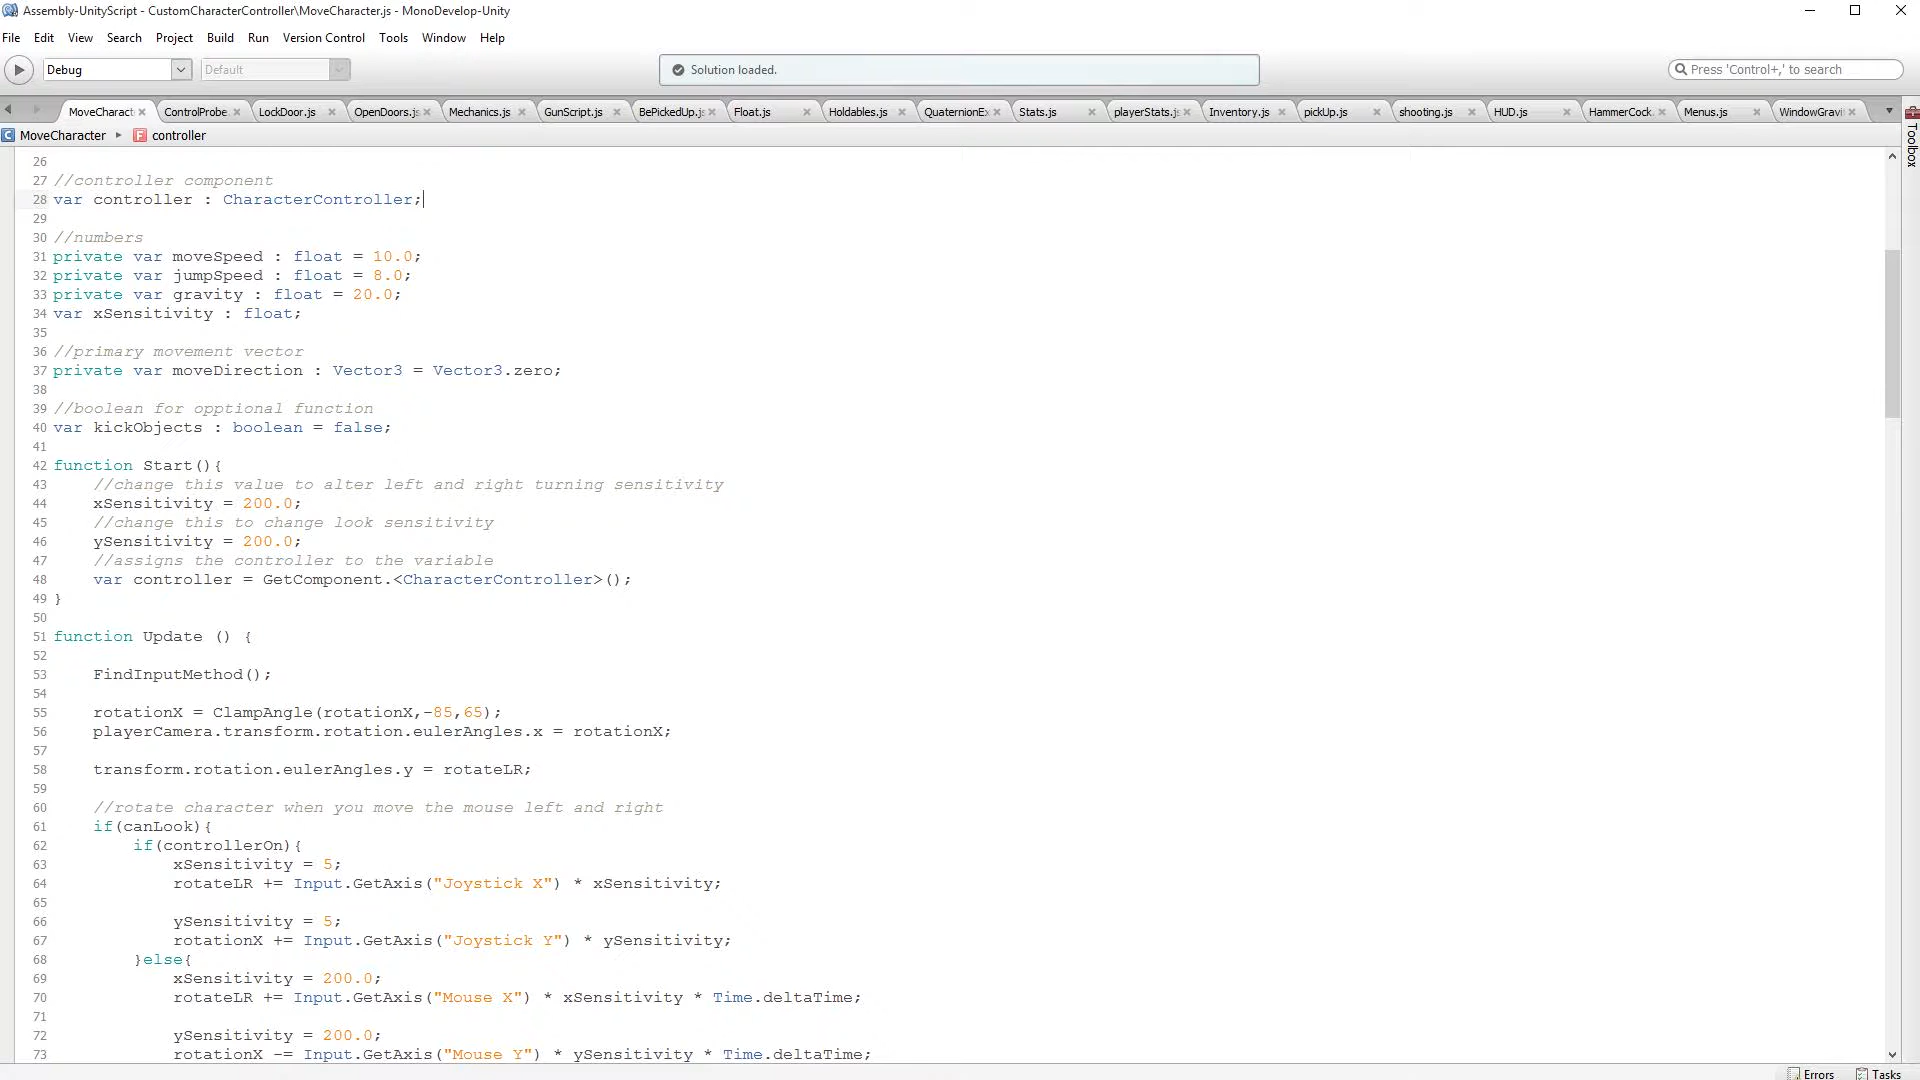 Assembly-UnityScript - CustomCharacterController\MoveCharacter.js - MonoDevelop-Unity
File Edit View Search Project Build Run Version Control Tools Window Help
Debug Default Solution loaded. Press 'Control+,' to search
MoveCharact ControlProbe LockDoor.js OpenDoors.js Mechanics.js GunScript.js BePickedUp.js Float.js Holdables.js QuaternionEx Stats.js playerStats.js Inventory.js pickUp.js shooting.js HUD.js HammerCock. Menus.js WindowGravi
MoveCharacter controller
Toolbox
26
27 //controller component
28 var controller : CharacterController;
29
30 //numbers
31 private var moveSpeed : float = 10.0;
32 private var jumpSpeed : float = 8.0;
33 private var gravity : float = 20.0;
34 var xSensitivity : float;
35
36 //primary movement vector
37 private var moveDirection : Vector3 = Vector3.zero;
38
39 //boolean for opptional function
40 var kickObjects : boolean = false;
41
42 function Start(){
43 //change this value to alter left and right turning sensitivity
44 xSensitivity = 200.0;
45 //change this to change look sensitivity
46 ySensitivity = 200.0;
47 //assigns the controller to the variable
48 var controller = GetComponent.<CharacterController>();
49 }
50
51 function Update () {
52
53 FindInputMethod();
54
55 rotationX = ClampAngle(rotationX,-85,65);
56 playerCamera.transform.rotation.eulerAngles.x = rotationX;
57
58 transform.rotation.eulerAngles.y = rotateLR;
59
60 //rotate character when you move the mouse left and right
61 if(canLook){
62 if(controllerOn){
63 xSensitivity = 5;
64 rotateLR += Input.GetAxis("Joystick X") * xSensitivity;
65
66 ySensitivity = 5;
67 rotationX += Input.GetAxis("Joystick Y") * ySensitivity;
68 }else{
69 xSensitivity = 200.0;
70 rotateLR += Input.GetAxis("Mouse X") * xSensitivity * Time.deltaTime;
71
72 ySensitivity = 200.0;
73 rotationX -= Input.GetAxis("Mouse Y") * ySensitivity * Time.deltaTime;
Errors Tasks